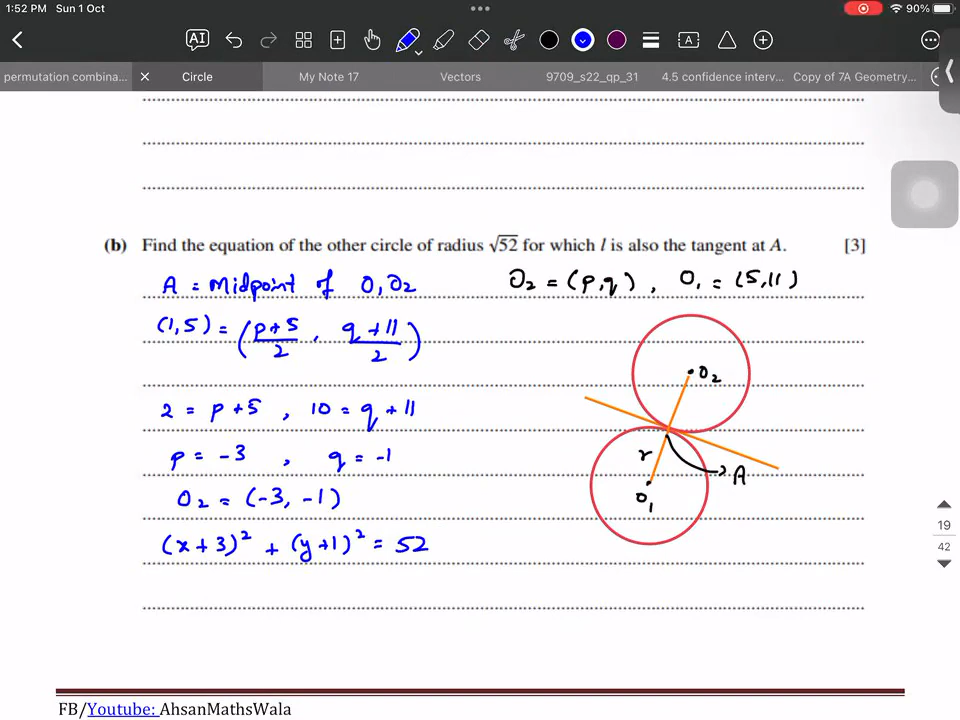 1:52 PM Sun 1 Oct 90%
AI A
permutation combina... Circle My Note 17 Vectors 9709_s22_qp_31 4.5 confidence interv... Copy of 7A Geometry...
(b) Find the equation of the other circle of radius √52 for which l is also the tangent at A. [3]
A = Midpoint of O₁O₂ O₂ = (p,q), O₁ = (5,11)
(1,5) = (p+5/2, q+11/2)
O₂
2 = p+5, 10 = q+11
p = -3, q = -1
r
A
O₂ = (-3, -1)
O₁
(x+3)² + (y+1)² = 52
19
42
FB/Youtube: AhsanMathsWala